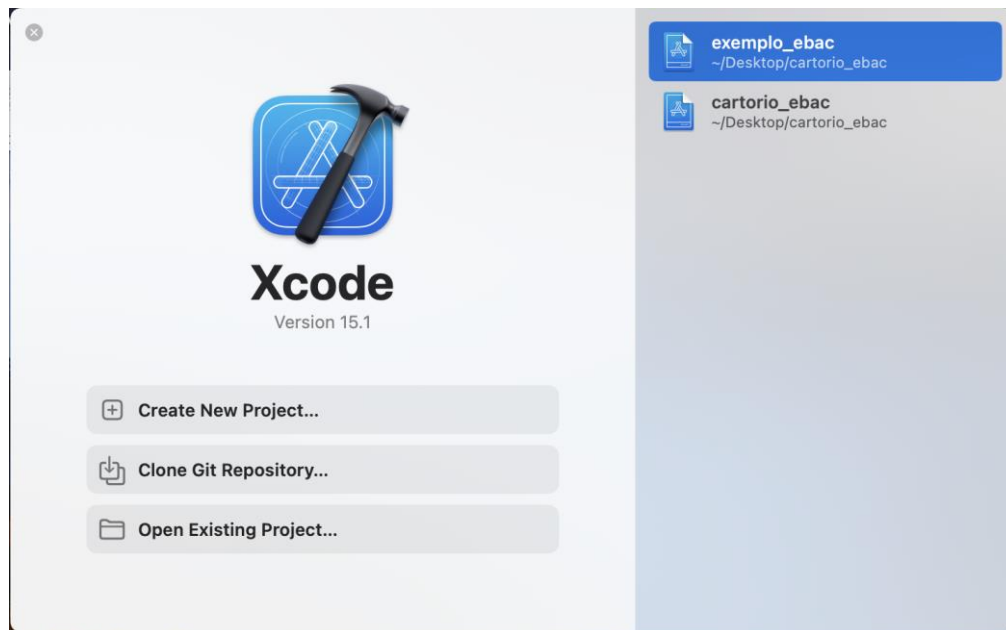 Xcode
Version 15.1
Create New Project...
Clone Git Repository...
Open Existing Project...
exemplo_ebac
~/Desktop/cartorio_ebac
cartorio_ebac
~/Desktop/cartorio_ebac